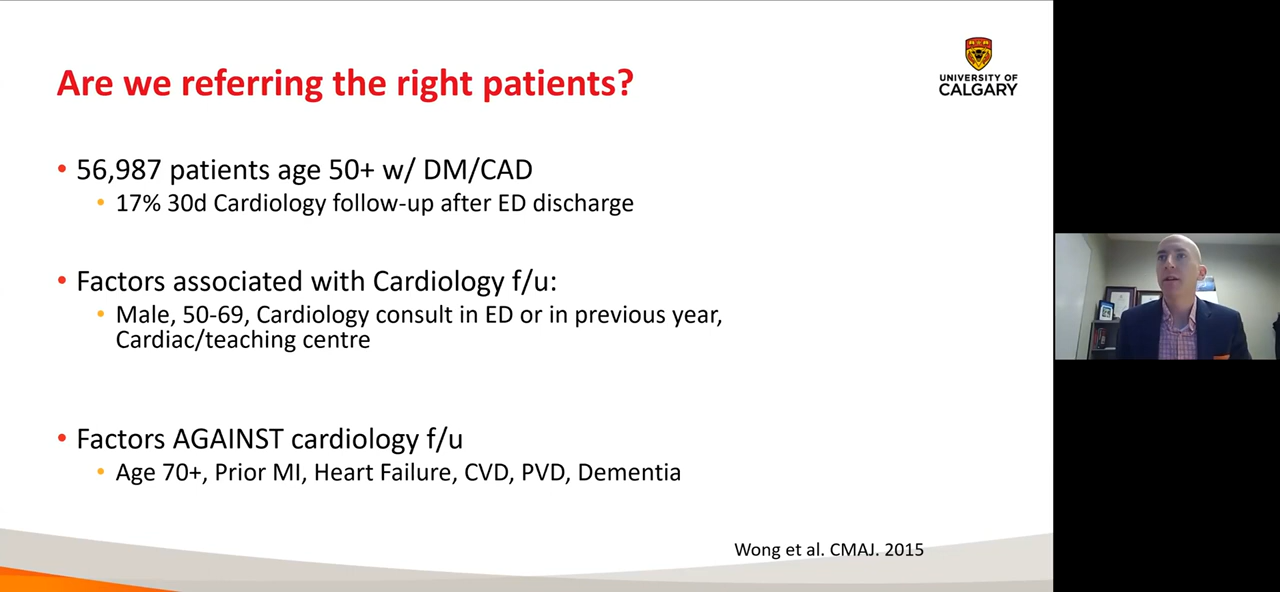 Are we referring the right patients?
UNIVERSITY OF
CALGARY
• 56,987 patients age 50+ w/ DM/CAD
• 17% 30d Cardiology follow-up after ED discharge
• Factors associated with Cardiology f/u:
• Male, 50-69, Cardiology consult in ED or in previous year,
Cardiac/teaching centre
• Factors AGAINST cardiology f/u
• Age 70+, Prior MI, Heart Failure, CVD, PVD, Dementia
Wong et al. CMAJ. 2015